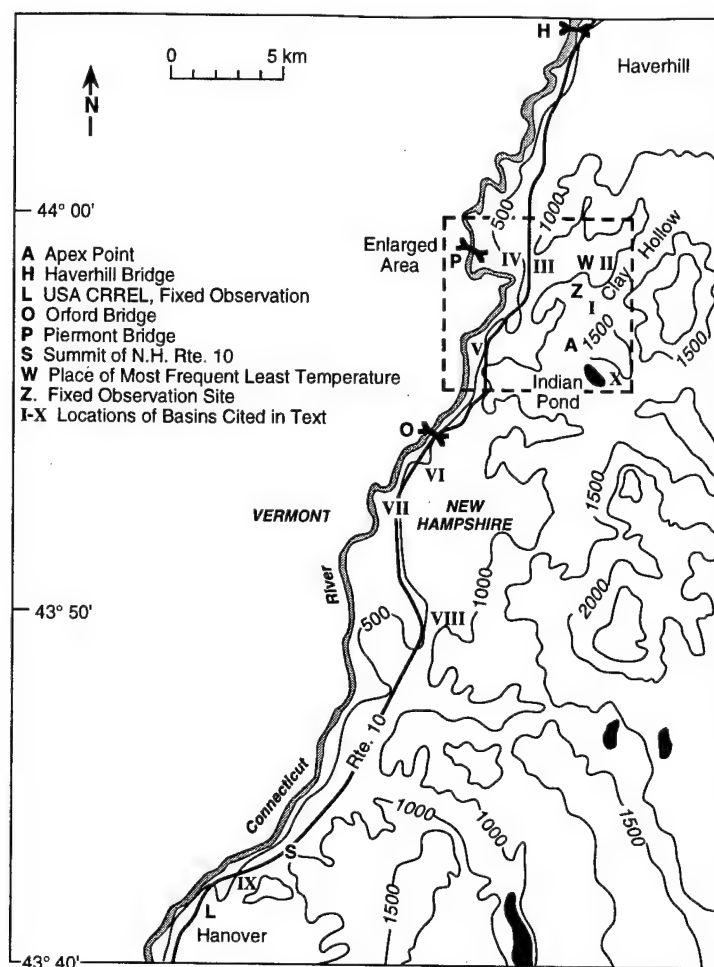 H
Haverhill
0 5 km
N
44° 00'
500
1000
Enlarged
Area
P
IV
III
W
II
Clay Hollow
Z
I
A Apex Point
H Haverhill Bridge
L USA CRREL, Fixed Observation
O Orford Bridge
P Piermont Bridge
S Summit of N.H. Rte. 10
W Place of Most Frequent Least Temperature
Z. Fixed Observation Site
I-X Locations of Basins Cited in Text
V
A
1500
1500
X
Indian
Pond
O
VI
VERMONT
VII
NEW
HAMPSHIRE
1500
River
43° 50'
500
VIII
1000
2000
Rte. 10
Connecticut
1000
1000
1500
S
IX
L
Hanover
1500
43° 40'